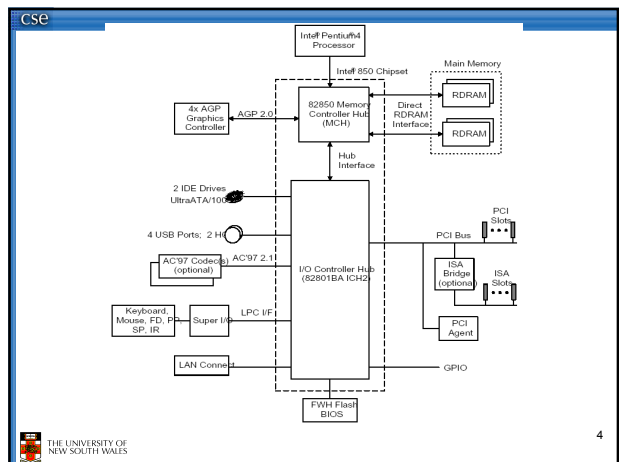 cse
Intel® Pentium®4
Processor
Intel® 850 Chipset
Main Memory
4x AGP
Graphics
Controller
AGP 2.0
82850 Memory
Controller Hub
(MCH)
Direct
RDRAM
Interface
RDRAM
RDRAM
Hub
Interface
2 IDE Drives
UltraATA/100
4 USB Ports; 2 HC
AC'97 Codec(s)
(optional)
AC'97 2.1
I/O Controller Hub
(82801BA ICH2)
PCI Bus
PCI
Slots
ISA
Bridge
(optional)
ISA
Slots
Keyboard,
Mouse, FD, PP,
SP, IR
Super I/O
LPC I/F
PCI
Agent
LAN Connect
GPIO
FWH Flash
BIOS
THE UNIVERSITY OF
NEW SOUTH WALES
4